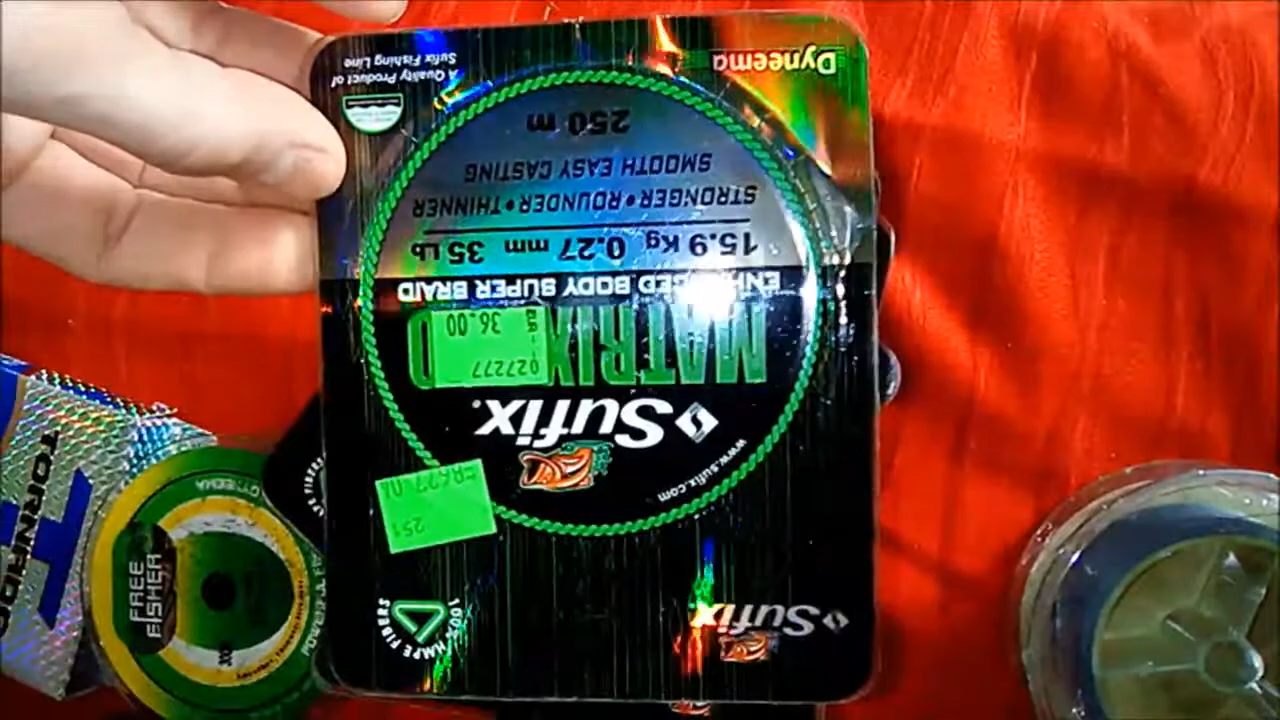 Sufix
100% HMPE FIBERS
251
www.sufix.com
Sufix.
MATRIX
027277
36.00
ENHANCED BODY SUPER BRAID
15.9 Kg 0.27 mm 35 Lb
STRONGER • ROUNDER • THINNER
SMOOTH EASY CASTING
250 m
Dyneema
A Quality Product of
Sufix Fishing Line
TORNADO
FREE
FISHER